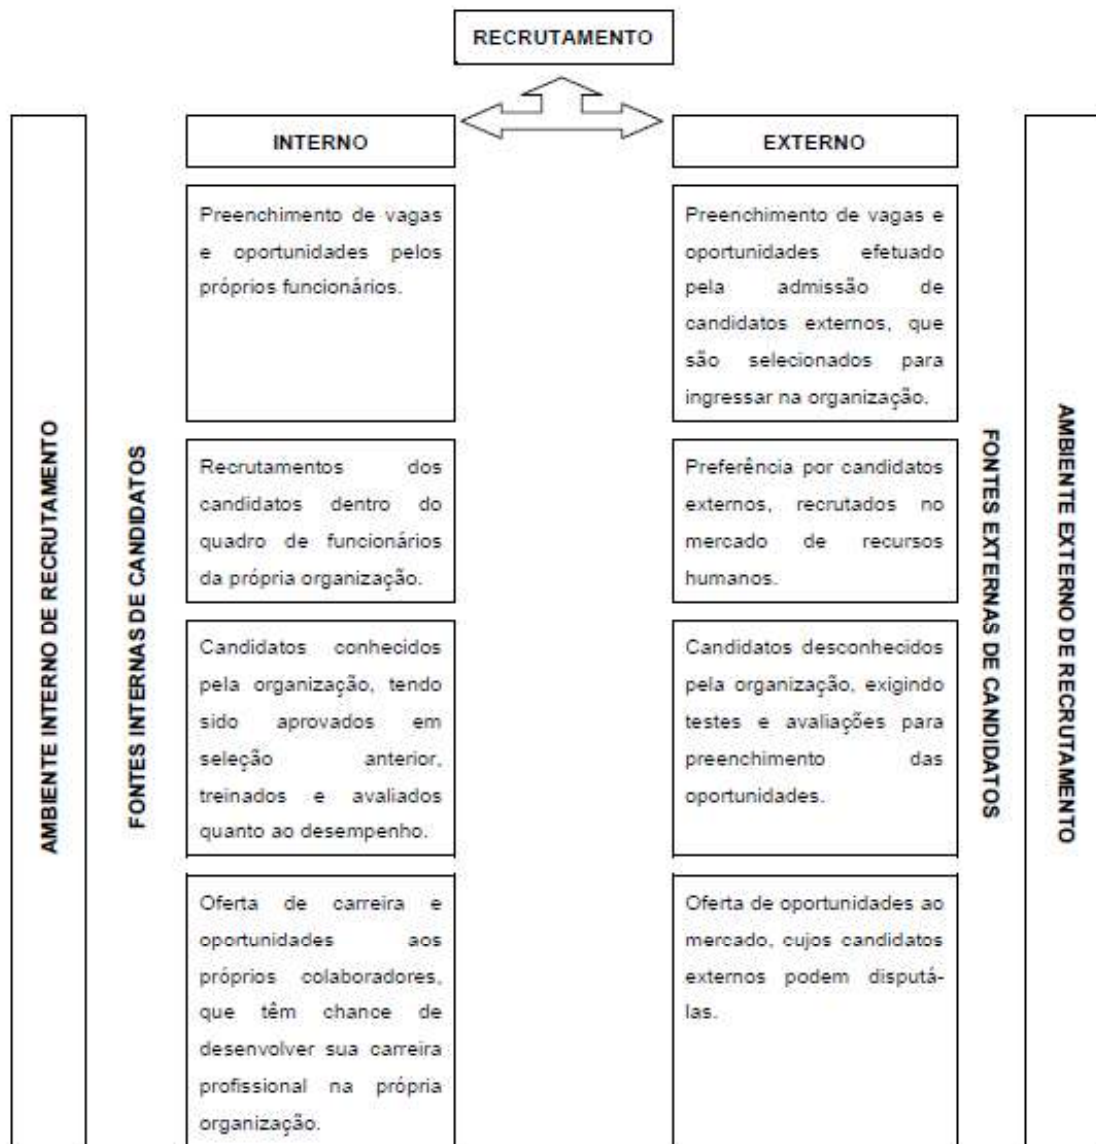 RECRUTAMENTO
INTERNO
EXTERNO
AMBIENTE INTERNO DE RECRUTAMENTO
FONTES INTERNAS DE CANDIDATOS
Preenchimento de vagas
e oportunidades pelos
próprios funcionários.
Recrutamentos dos
candidatos dentro do
quadro de funcionários
da própria organização.
Candidatos conhecidos
pela organização, tendo
sido aprovados em
seleção anterior,
treinados e avaliados
quanto ao desempenho.
Oferta de carreira e
oportunidades aos
próprios colaboradores,
que têm chance de
desenvolver sua carreira
profissional na própria
organização.
Preenchimento de vagas e
oportunidades efetuado
pela admissão de
candidatos externos, que
são selecionados para
ingressar na organização.
Preferência por candidatos
externos, recrutados no
mercado de recursos
humanos.
Candidatos desconhecidos
pela organização, exigindo
testes e avaliações para
preenchimento das
oportunidades.
Oferta de oportunidades ao
mercado, cujos candidatos
externos podem disputá-
las.
FONTES EXTERNAS DE CANDIDATOS
AMBIENTE EXTERNO DE RECRUTAMENTO